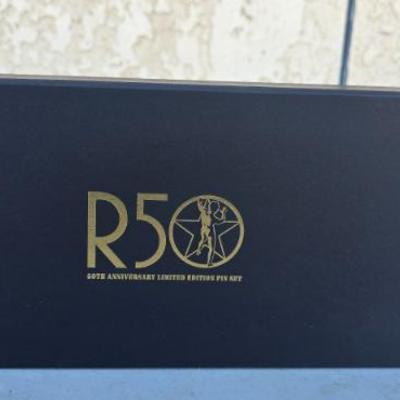 R50
50TH ANNIVERSARY LIMITED EDITION PIN SET